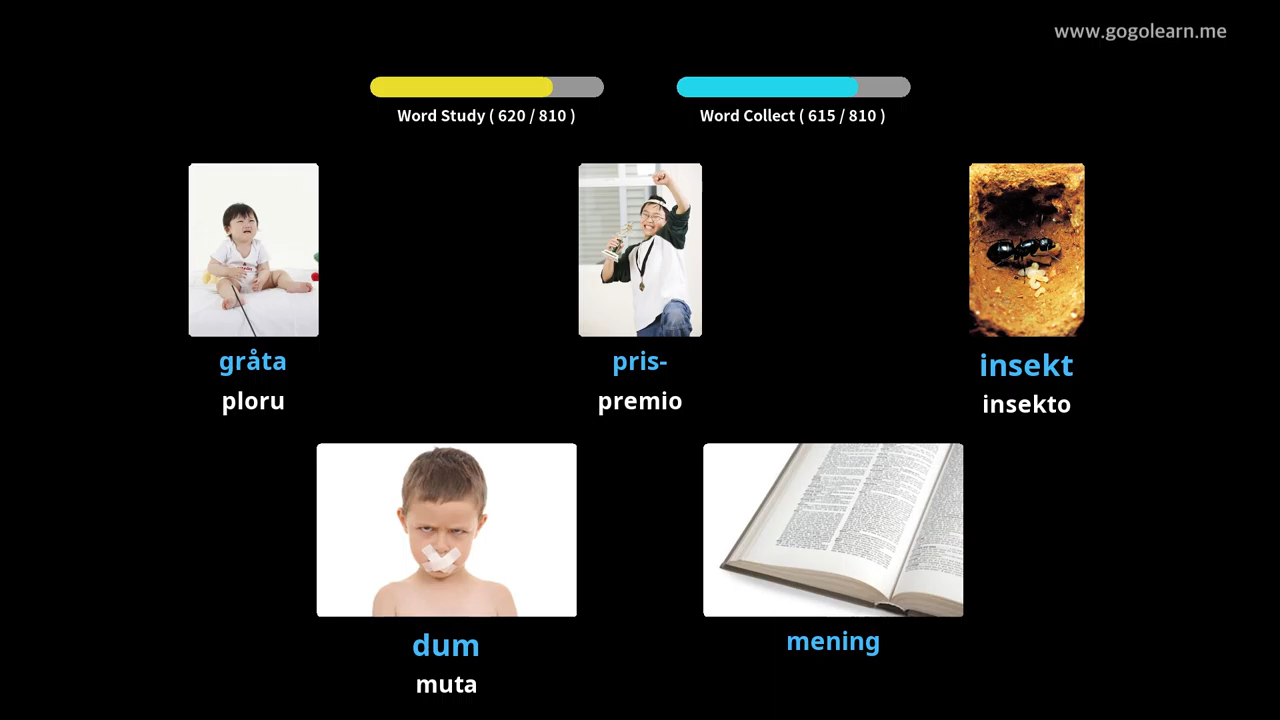 www.gogolearn.me
Word Study ( 620 / 810 )
Word Collect ( 615 / 810 )
gråta
ploru
pris-
premio
insekt
insekto
dum
muta
mening